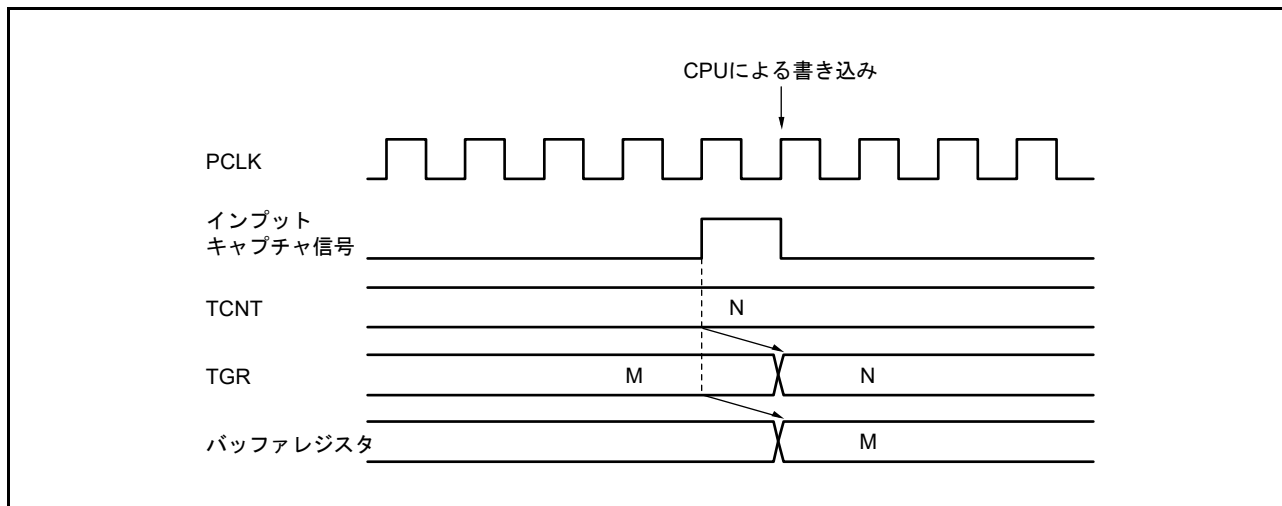 CPUによる書き込み
PCLK
インプット
キャプチャ信号
TCNT
N
TGR
M
N
バッファレジスタ
M